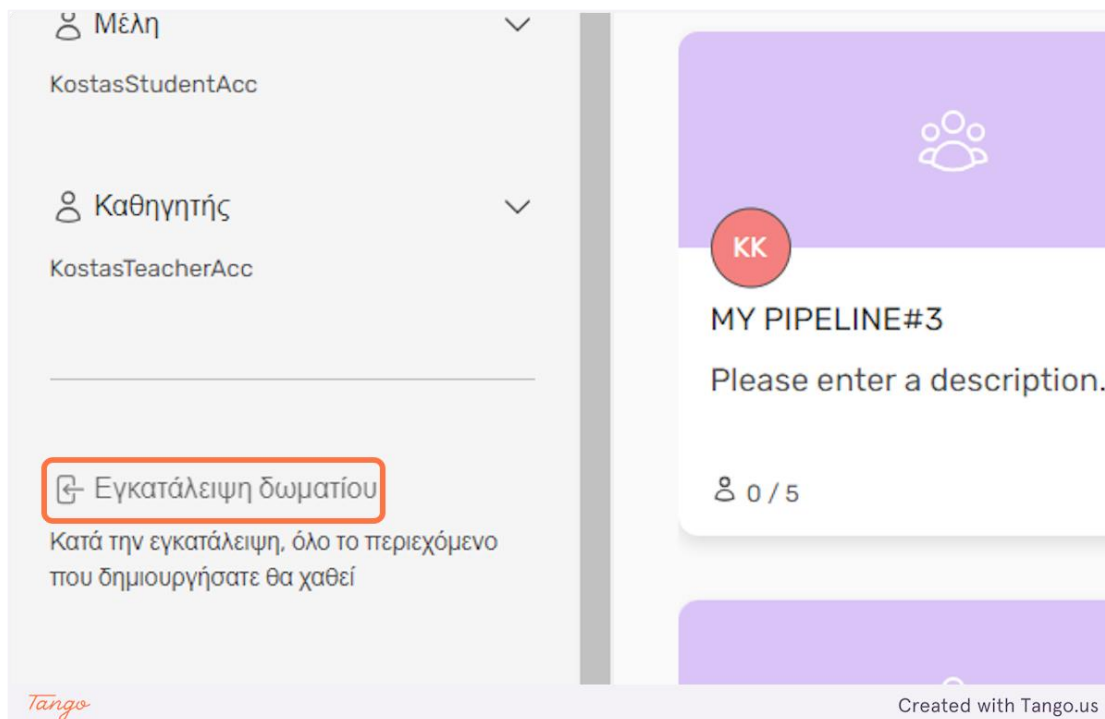 Μέλη
KostasStudentAcc
Καθηγητής
KostasTeacherAcc
Εγκατάλειψη δωματίου
Κατά την εγκατάλειψη, όλο το περιεχόμενο
που δημιουργήσατε θα χαθεί
KK
MY PIPELINE#3
Please enter a description.
0 / 5
Tango
Created with Tango.us